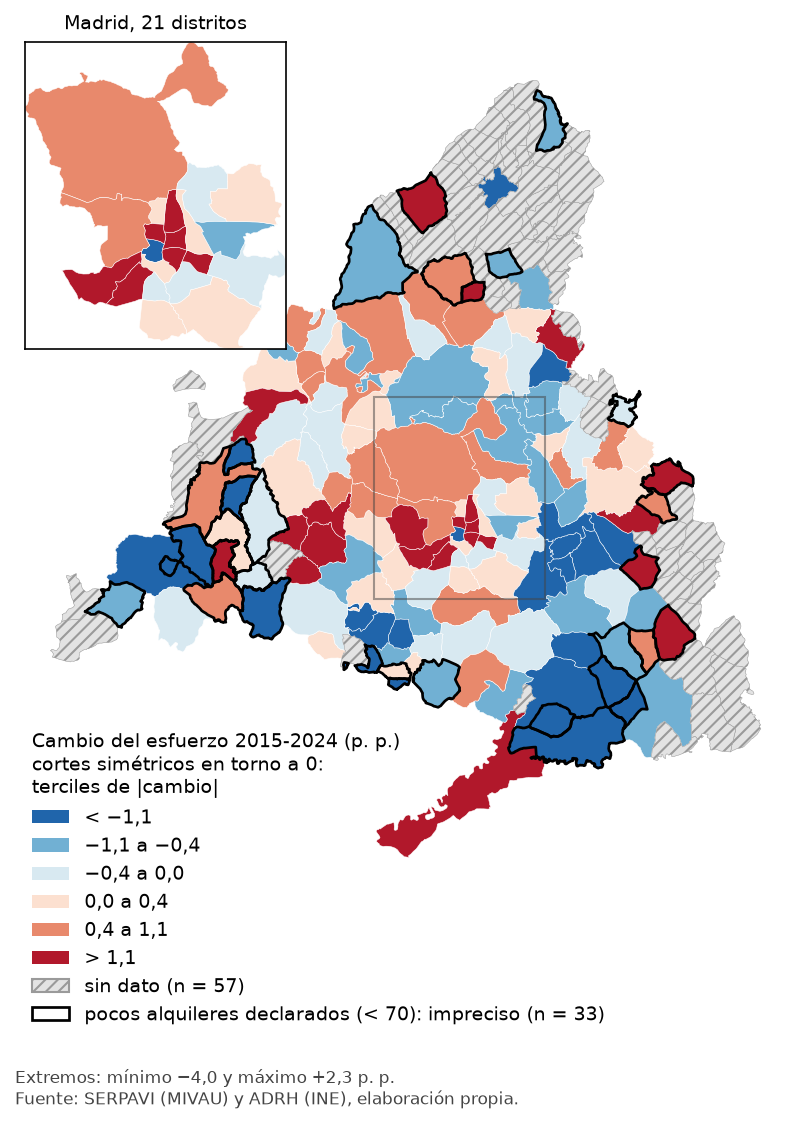 Madrid, 21 distritos
Cambio del esfuerzo 2015-2024 (p. p.)
cortes simétricos en torno a 0:
terciles de |cambio|
< −1,1
−1,1 a −0,4
−0,4 a 0,0
0,0 a 0,4
0,4 a 1,1
> 1,1
sin dato (n = 57)
pocos alquileres declarados (< 70): impreciso (n = 33)
Extremos: mínimo −4,0 y máximo +2,3 p. p.
Fuente: SERPAVI (MIVAU) y ADRH (INE), elaboración propia.